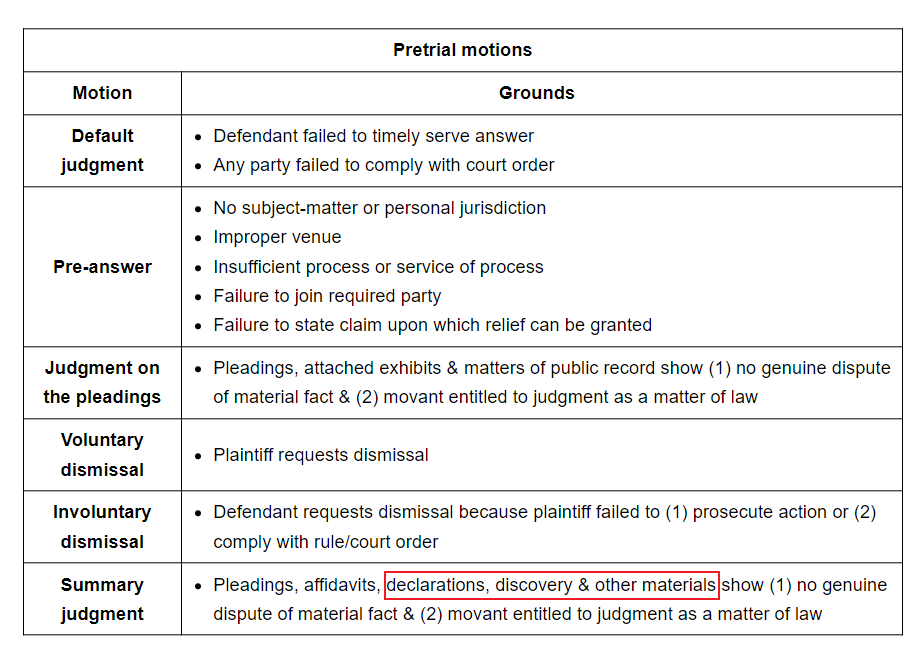 Pretrial motions
Motion
Grounds
Default
judgment
• Defendant failed to timely serve answer
• Any party failed to comply with court order
Pre-answer
• No subject-matter or personal jurisdiction
• Improper venue
• Insufficient process or service of process
• Failure to join required party
• Failure to state claim upon which relief can be granted
Judgment on
the pleadings
• Pleadings, attached exhibits & matters of public record show (1) no genuine dispute
of material fact & (2) movant entitled to judgment as a matter of law
Voluntary
dismissal
• Plaintiff requests dismissal
Involuntary
dismissal
• Defendant requests dismissal because plaintiff failed to (1) prosecute action or (2)
comply with rule/court order
Summary
judgment
• Pleadings, affidavits, declarations, discovery & other materials show (1) no genuine
dispute of material fact & (2) movant entitled to judgment as a matter of law